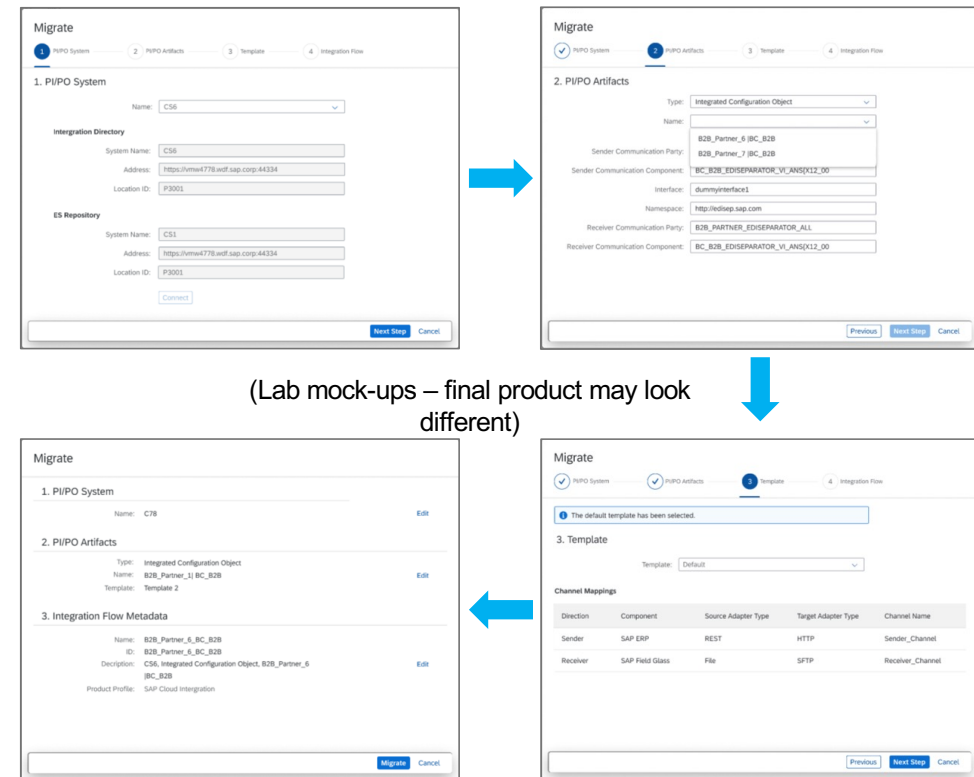 Migrate
1 PI/PO System 2 PI/PO Artifacts 3 Template 4 Integration Flow
1. PI/PO System
Name: C56
Intergration Directory
System Name: C56
Address: https://vmw4778.wdf.sap.corp:44334
Location ID: P3001
ES Repository
System Name: C51
Address: https://vmw4778.wdf.sap.corp:44334
Location ID: P3001
Connect
Next Step Cancel
Migrate
PI/PO System 2 PI/PO Artifacts 3 Template 4 Integration Flow
2. PI/PO Artifacts
Type: Integrated Configuration Object
Name:
B2B_Partner_6 |BC_B2B
B2B_Partner_7 |BC_B2B
Sender Communication Party:
Sender Communication Component: BC_B2B_EDISEPARATOR_VI_ANS{X12_00
Interface: dummyinterface1
Namespace: http://edisep.sap.com
Receiver Communication Party: B2B_PARTNER_EDISEPARATOR_ALL
Receiver Communication Component: BC_B2B_EDISEPARATOR_VI_ANS{X12_00
Previous Next Step Cancel
(Lab mock-ups – final product may look
different)
Migrate
1. PI/PO System
Name: C78 Edit
2. PI/PO Artifacts
Type: Integrated Configuration Object
Name: B2B_Partner_1| BC_B2B Edit
Template: Template 2
3. Integration Flow Metadata
Name: B2B_Partner_6_BC_B2B
ID: B2B_Partner_6_BC_B2B
Decription: C56, Integrated Configuration Object, B2B_Partner_6 Edit
|BC_B2B
Product Profile: SAP Cloud Intergration
Migrate Cancel
Migrate
PI/PO System PI/PO Artifacts 3 Template 4 Integration Flow
The default template has been selected.
3. Template
Template: Default
Channel Mappings
Direction Component Source Adapter Type Target Adapter Type Channel Name
Sender SAP ERP REST HTTP Sender_Channel
Receiver SAP Field Glass File SFTP Receiver_Channel
Previous Next Step Cancel